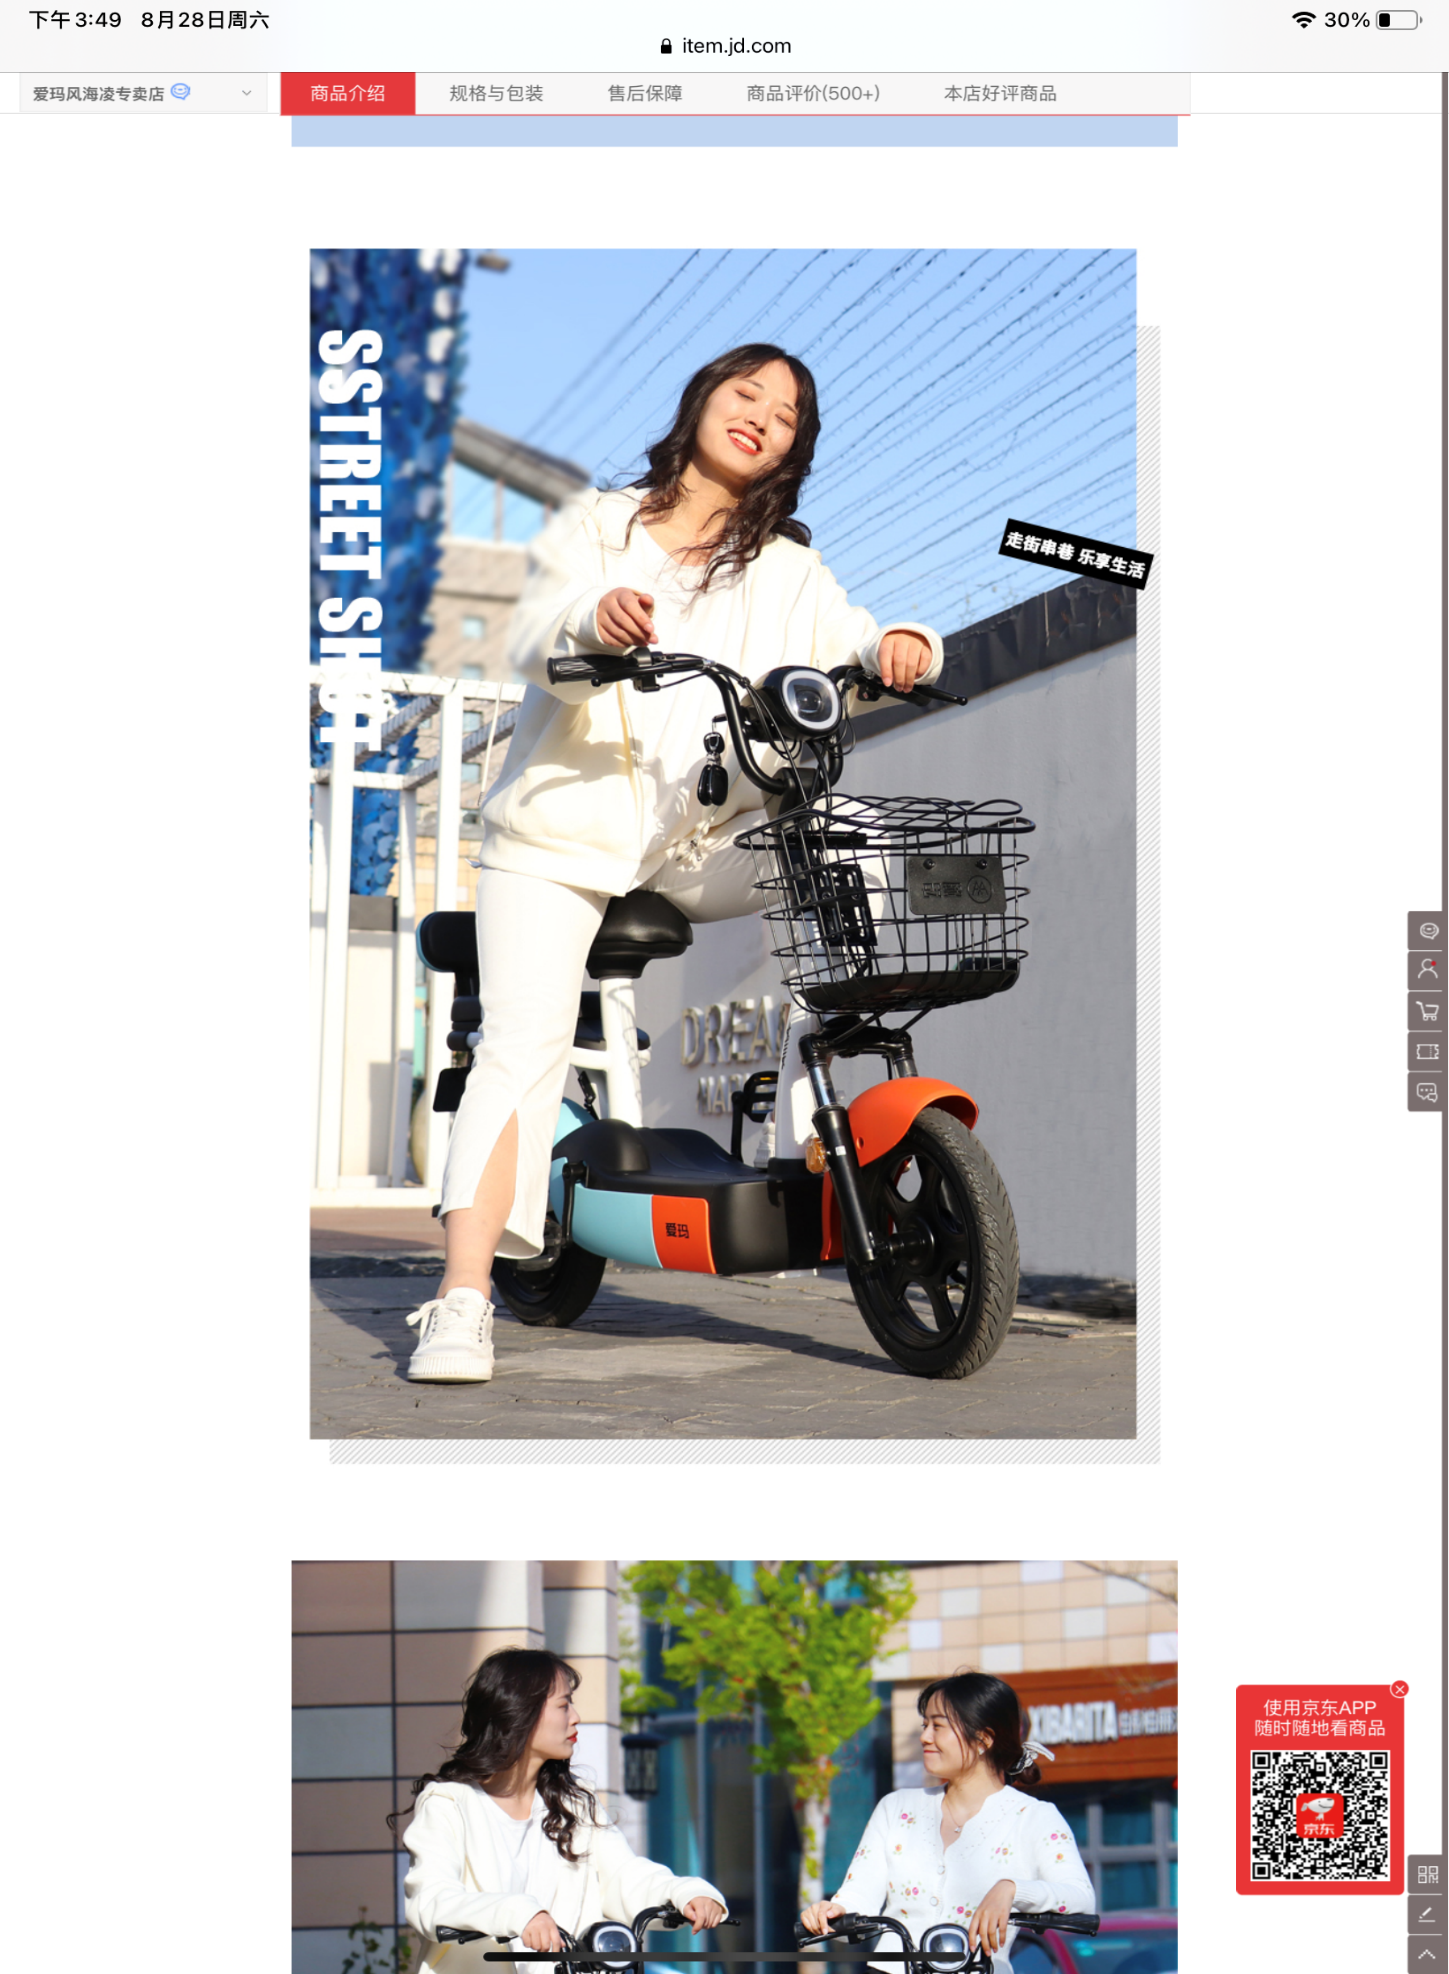 下午3:49 8月28日周六
30%
item.jd.com
爱玛风海凌专卖店
商品介绍
规格与包装
售后保障
商品评价(500+)
本店好评商品
SSTREET SHOT
走街串巷 乐享生活
爱玛
XIBARITA
使用京东APP
随时随地看商品
京东